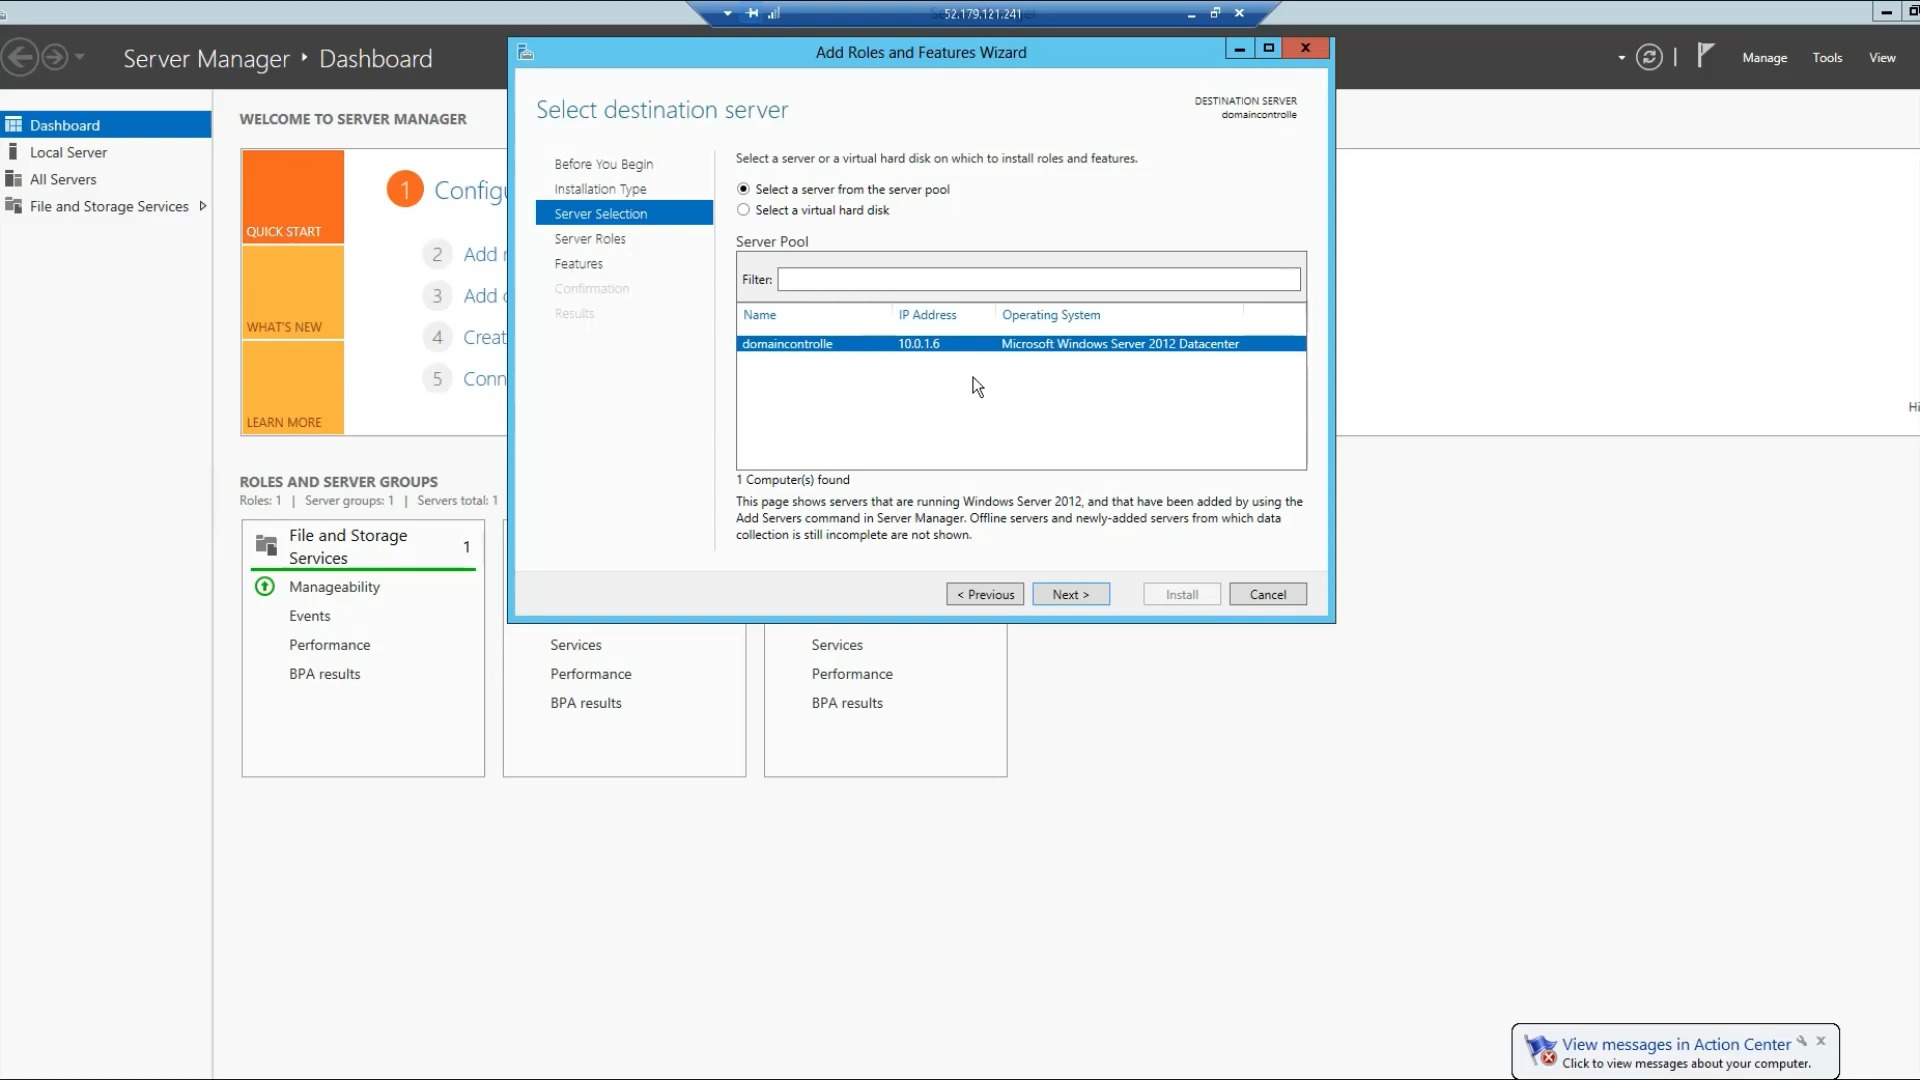 52.179.121.241
Server Manager ‣ Dashboard
Manage
Tools
View
Dashboard
Local Server
All Servers
File and Storage Services
WELCOME TO SERVER MANAGER
QUICK START
WHAT'S NEW
LEARN MORE
1
Config
2
Add
3
Add
4
Creat
5
Conn
Hi
ROLES AND SERVER GROUPS
Roles: 1 | Server groups: 1 | Servers total: 1
File and Storage
Services
1
Manageability
Events
Performance
BPA results
Services
Performance
BPA results
Services
Performance
BPA results
Add Roles and Features Wizard
Select destination server
DESTINATION SERVER
domaincontrolle
Before You Begin
Installation Type
Server Selection
Server Roles
Features
Confirmation
Results
Select a server or a virtual hard disk on which to install roles and features.
Select a server from the server pool
Select a virtual hard disk
Server Pool
Filter:
Name IP Address Operating System
domaincontrolle 10.0.1.6 Microsoft Windows Server 2012 Datacenter
1 Computer(s) found
This page shows servers that are running Windows Server 2012, and that have been added by using the
Add Servers command in Server Manager. Offline servers and newly-added servers from which data
collection is still incomplete are not shown.
< Previous
Next >
Install
Cancel
View messages in Action Center
Click to view messages about your computer.